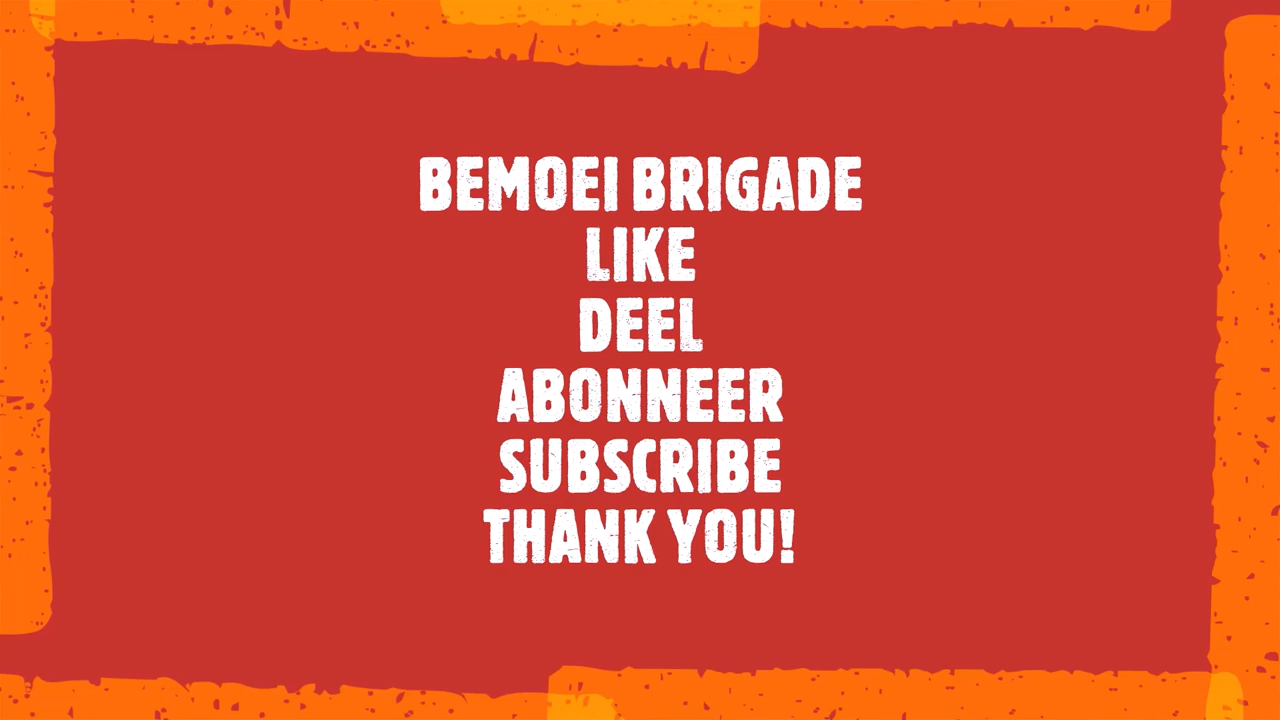 BEMOEI BRIGADE
LIKE
DEEL
ABONNEER
SUBSCRIBE
THANK YOU!